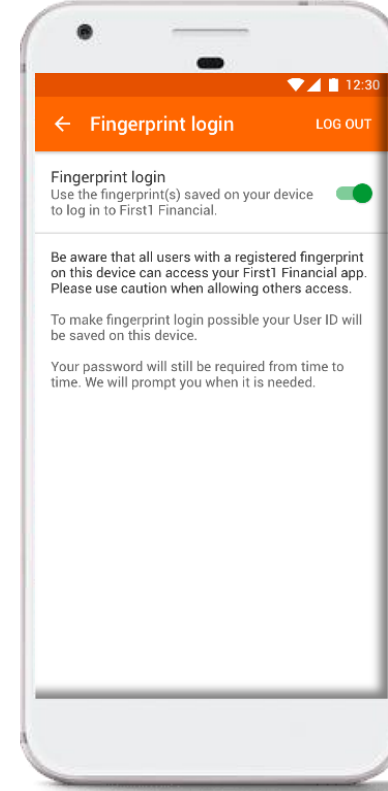 12:30
Fingerprint login LOG OUT
Fingerprint login
Use the fingerprint(s) saved on your device
to log in to First1 Financial.
Be aware that all users with a registered fingerprint
on this device can access your First1 Financial app.
Please use caution when allowing others access.
To make fingerprint login possible your User ID will
be saved on this device.
Your password will still be required from time to
time. We will prompt you when it is needed.